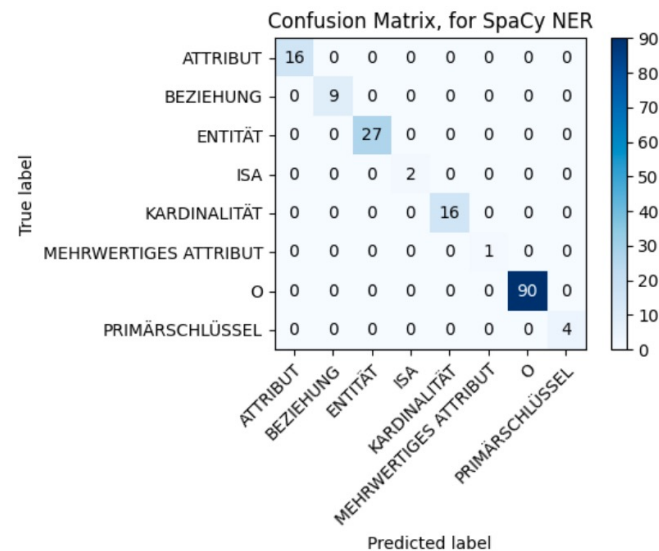 Confusion Matrix, for SpaCy NER
ATTRIBUT 16 0 0 0 0 0 0 0
BEZIEHUNG 0 9 0 0 0 0 0 0
ENTITÄT 0 0 27 0 0 0 0 0
ISA 0 0 0 2 0 0 0 0
KARDINALITÄT 0 0 0 0 16 0 0 0
MEHRWERTIGES ATTRIBUT 0 0 0 0 0 1 0 0
O 0 0 0 0 0 0 90 0
PRIMÄRSCHLÜSSEL 0 0 0 0 0 0 0 4
True label
ATTRIBUT
BEZIEHUNG
ENTITÄT
ISA
KARDINALITÄT
MEHRWERTIGES ATTRIBUT
O
PRIMÄRSCHLÜSSEL
Predicted label
90
80
70
60
50
40
30
20
10
0